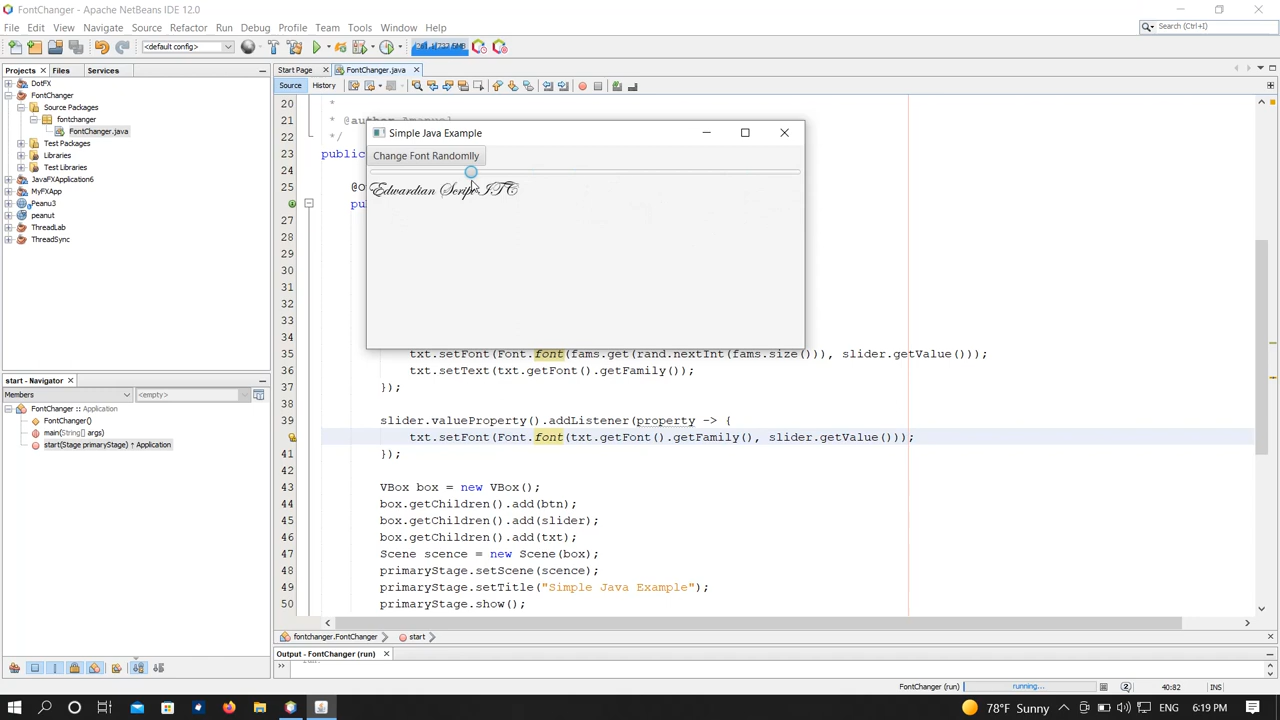 FontChanger - Apache NetBeans IDE 12.0
File Edit View Navigate Source Refactor Run Debug Profile Team Tools Window Help
Search (Ctrl+I)
<default config>
Projects Files Services
Start Page FontChanger.java
Source History
DotFX
FontChanger
Source Packages
fontchanger
FontChanger.java
Test Packages
Libraries
Test Libraries
JavaFXApplication6
MyFXApp
Peanu3
peanut
ThreadLab
ThreadSync
20 *
21 *
22 */
23 public
24
25
27
28
29
30
31
32
33
34
Simple Java Example
Change Font Randomlly
Edwardian Script ITC
35 txt.setFont(Font.font(fams.get(rand.nextInt(fams.size())), slider.getValue()));
36 txt.setText(txt.getFont().getFamily());
37 });
38
39 slider.valueProperty().addListener(property -> {
txt.setFont(Font.font(txt.getFont().getFamily(), slider.getValue()));
41 });
42
43 VBox box = new VBox();
44 box.getChildren().add(btn);
45 box.getChildren().add(slider);
46 box.getChildren().add(txt);
47 Scene scence = new Scene(box);
48 primaryStage.setScene(scence);
49 primaryStage.setTitle("Simple Java Example");
50 primaryStage.show();
start - Navigator
Members <empty>
FontChanger :: Application
FontChanger()
main(String[] args)
start(Stage primaryStage) ↑ Application
fontchanger.FontChanger start
Output - FontChanger (run)
FontChanger (run) running... 40:82 INS
78°F Sunny ENG 6:19 PM